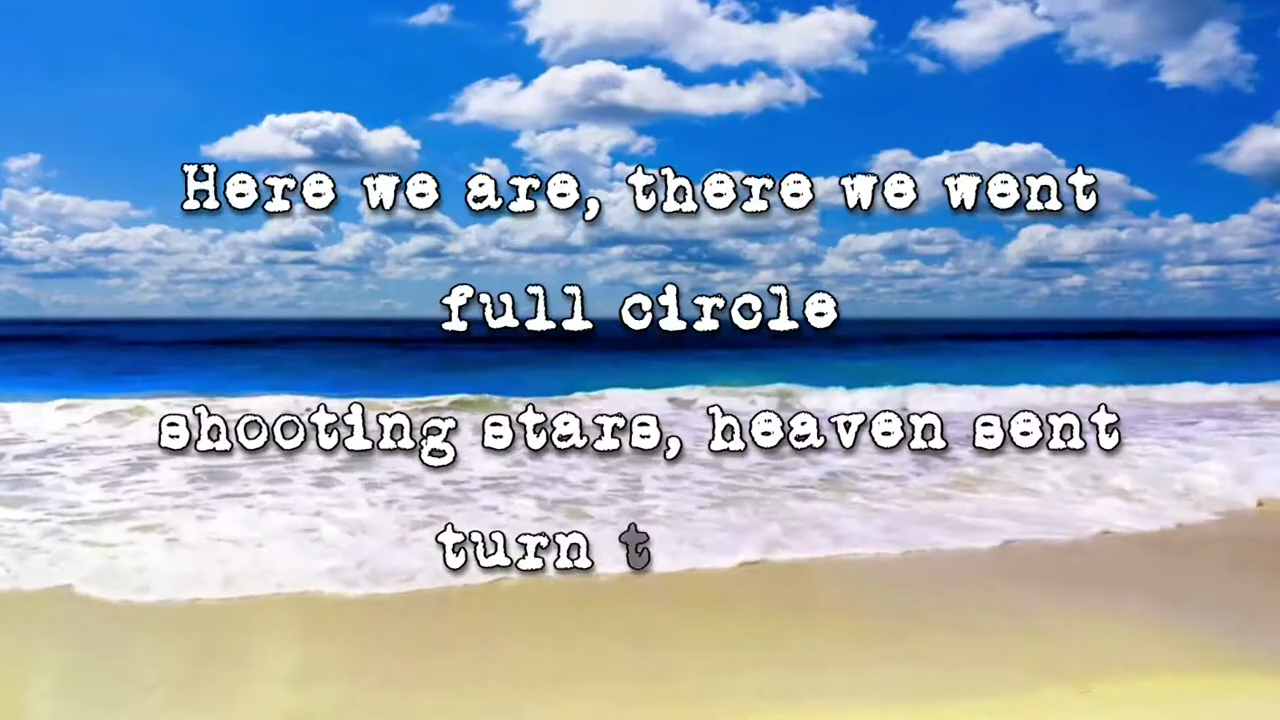 Here we are, there we went
full circle
shooting stars, heaven sent
turn t